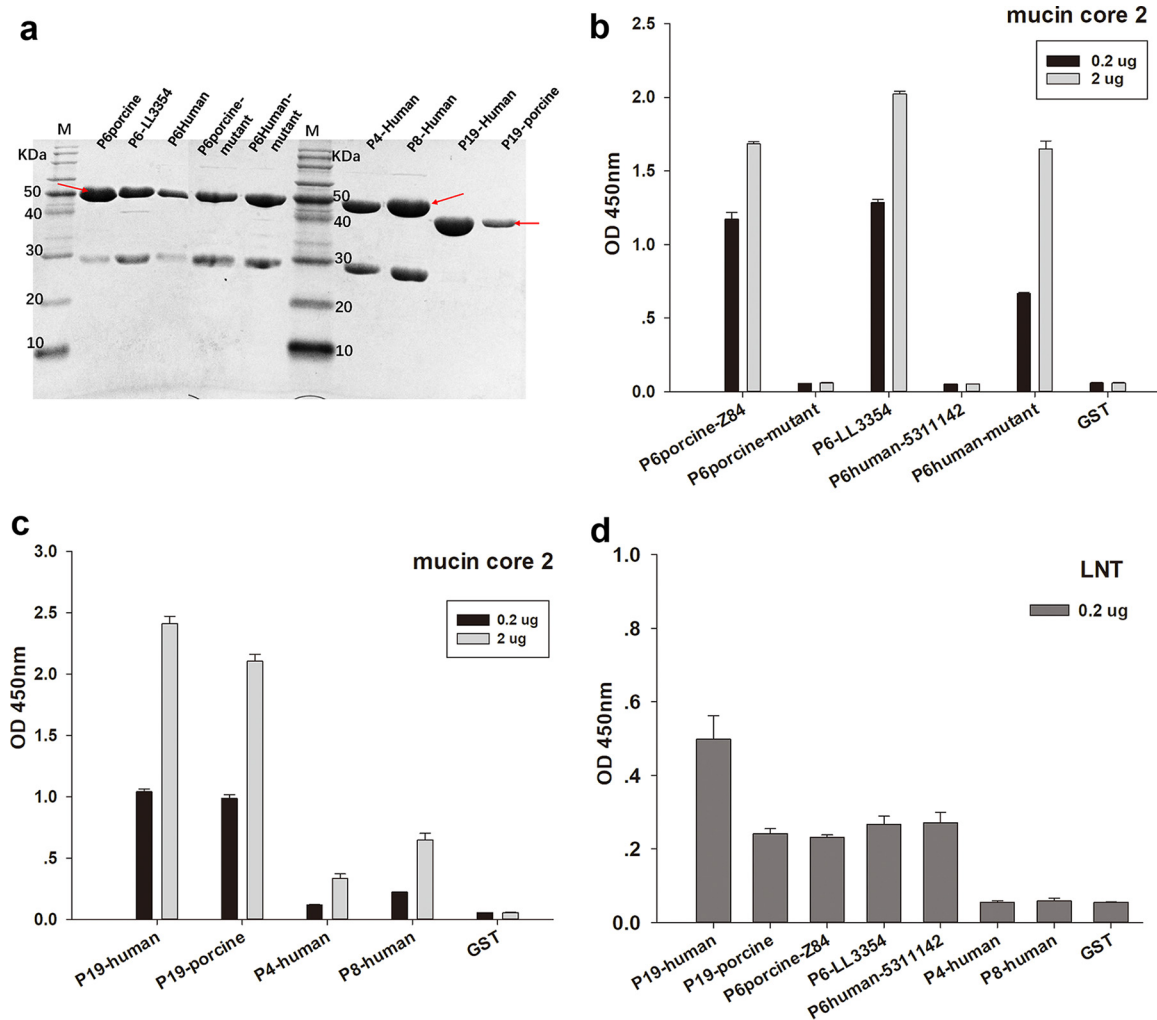 a
M
P6porcine
P6-LL3354
P6Human
P6porcine-
mutant
P6Human-
mutant
M
P4-Human
P8-Human
P19-Human
P19-porcine
KDa
50
40
30
20
10
KDa
50
40
30
20
10
b
mucin core 2
0.2 ug
2 ug
OD 450nm
2.5
2.0
1.5
1.0
.5
0.0
P6porcine-Z84
P6porcine-mutant
P6-LL3354
P6human-5311142
P6human-mutant
GST
c
mucin core 2
0.2 ug
2 ug
OD 450nm
3.0
2.5
2.0
1.0
.5
0.0
P19-human
P19-porcine
P4-human
P8-human
GST
d
LNT
0.2 ug
OD 450nm
1.0
.8
.6
.4
.2
0.0
P19-human
P19-porcine
P6porcine-Z84
P6-LL3354
P6human-5311142
P4-human
P8-human
GST